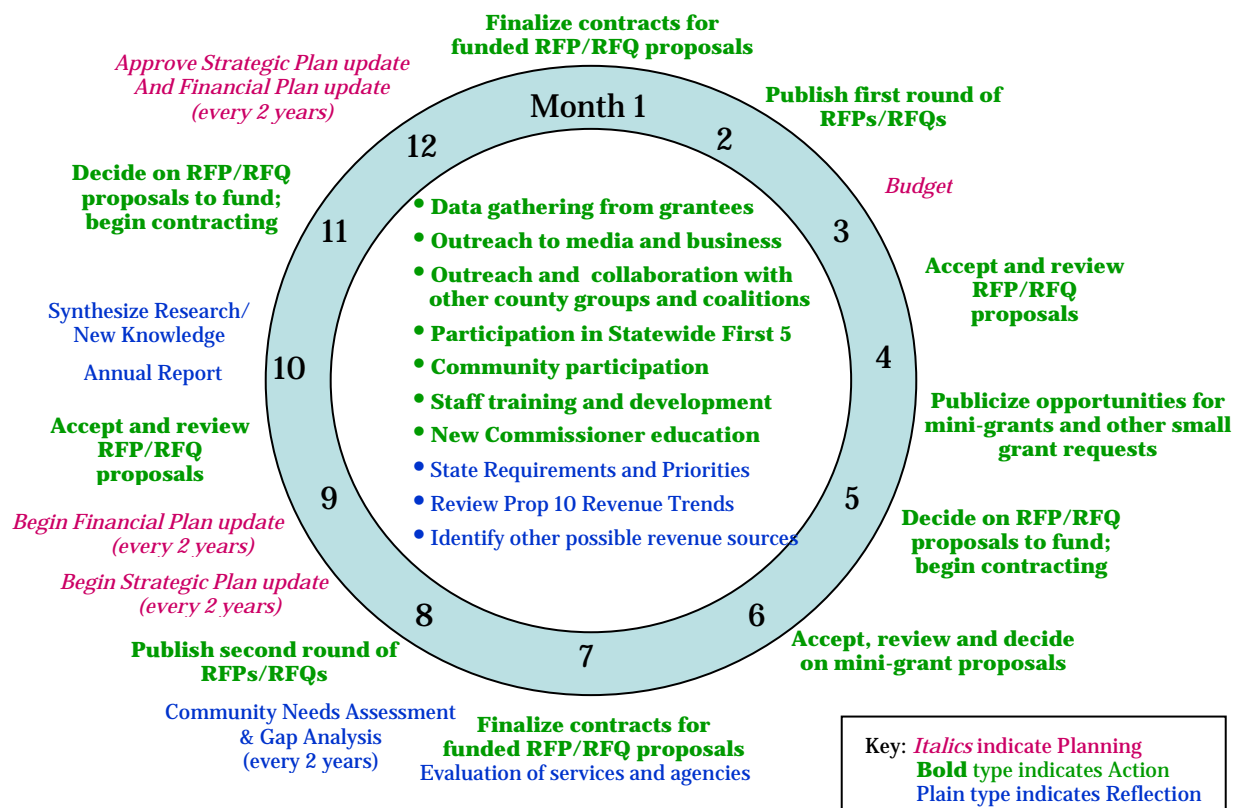 Finalize contracts for
funded RFP/RFQ proposals
Month 1
Publish first round of
RFPs/RFQs
2
Budget
3
Accept and review
RFP/RFQ
proposals
4
Publicize opportunities for
mini-grants and other small
grant requests
5
Decide on RFP/RFQ
proposals to fund;
begin contracting
6
Accept, review and decide
on mini-grant proposals
7
Finalize contracts for
funded RFP/RFQ proposals
Evaluation of services and agencies
8
Publish second round of
RFPs/RFQs
Community Needs Assessment
& Gap Analysis
(every 2 years)
Begin Strategic Plan update
(every 2 years)
Begin Financial Plan update
(every 2 years)
9
Accept and review
RFP/RFQ
proposals
10
Synthesize Research/
New Knowledge
Annual Report
11
Decide on RFP/RFQ
proposals to fund;
begin contracting
12
Approve Strategic Plan update
And Financial Plan update
(every 2 years)
• Data gathering from grantees
• Outreach to media and business
• Outreach and collaboration with
other county groups and coalitions
• Participation in Statewide First 5
• Community participation
• Staff training and development
• New Commissioner education
• State Requirements and Priorities
• Review Prop 10 Revenue Trends
• Identify other possible revenue sources
Key: Italics indicate Planning
Bold type indicates Action
Plain type indicates Reflection